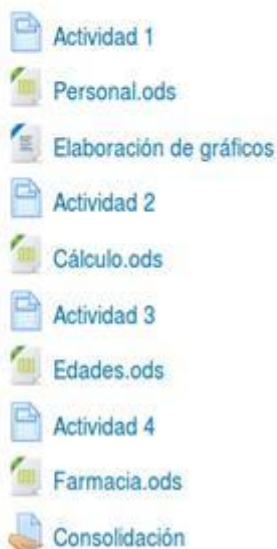 Actividad 1
Personal.ods
Elaboración de gráficos
Actividad 2
Cálculo.ods
Actividad 3
Edades.ods
Actividad 4
Farmacia.ods
Consolidación